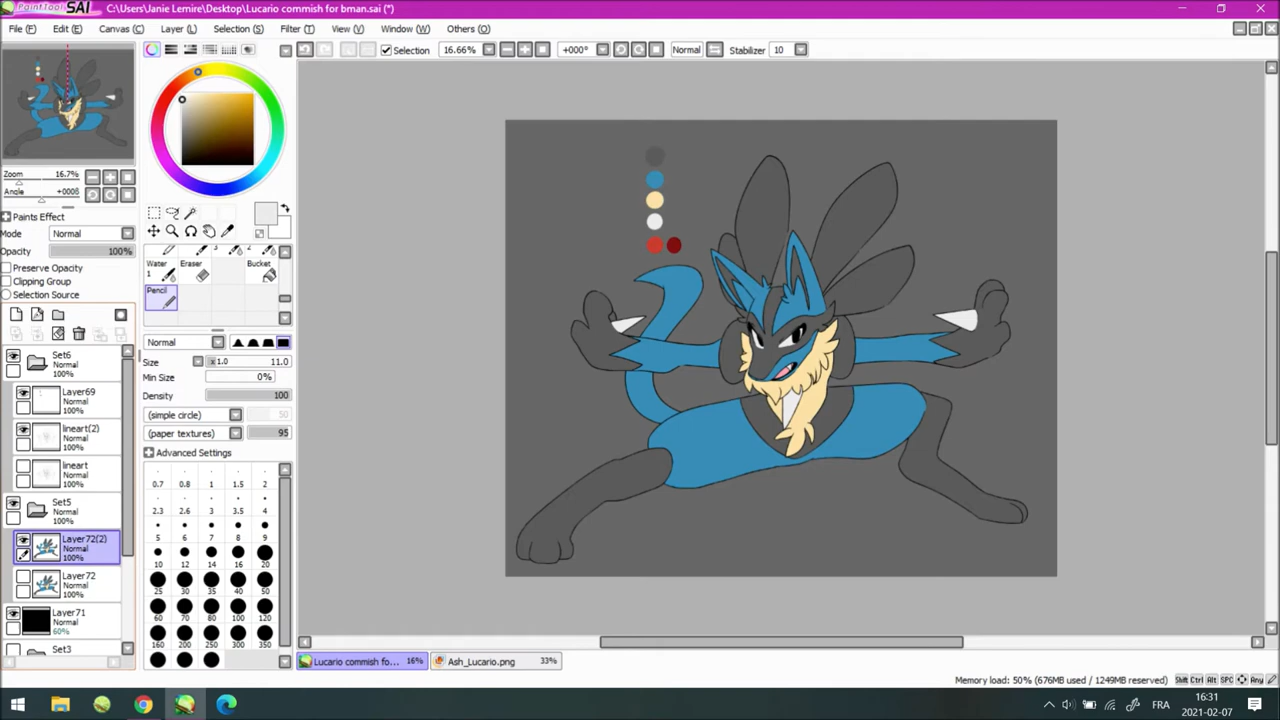 PaintTool SAI C:\Users\Janie Lemire\Desktop\Lucario commish for bman.sai (*)
File (F) Edit (E) Canvas (C) Layer (L) Selection (S) Filter (T) View (V) Window (W) Others (O)
Selection 16.66% +000° Normal Stabilizer 10
Zoom 16.7%
Angle +000°
Paints Effect
Mode Normal
Opacity 100%
Preserve Opacity
Clipping Group
Selection Source
Set6
Normal
100%
Layer69
Normal
100%
lineart(2)
Normal
100%
lineart
Normal
100%
Set5
Normal
100%
Layer72(2)
Normal
100%
Layer72
Normal
100%
Layer71
Normal
60%
Set3
3 2
Water
1
Eraser
Bucket
Pencil
Normal
Size x1.0 11.0
Min Size 0%
Density 100
(simple circle) 50
(paper textures) 95
Advanced Settings
0.7 0.8 1 1.5 2
2.3 2.6 3 3.5 4
5 6 7 8 9
10 12 14 16 20
25 30 35 40 50
60 70 80 100 120
160 200 250 300 350
Lucario commish fo... 16% Ash_Lucario.png 33%
Memory load: 50% (676MB used / 1249MB reserved) Shift Ctrl Alt SPC Any
FRA
16:31
2021-02-07